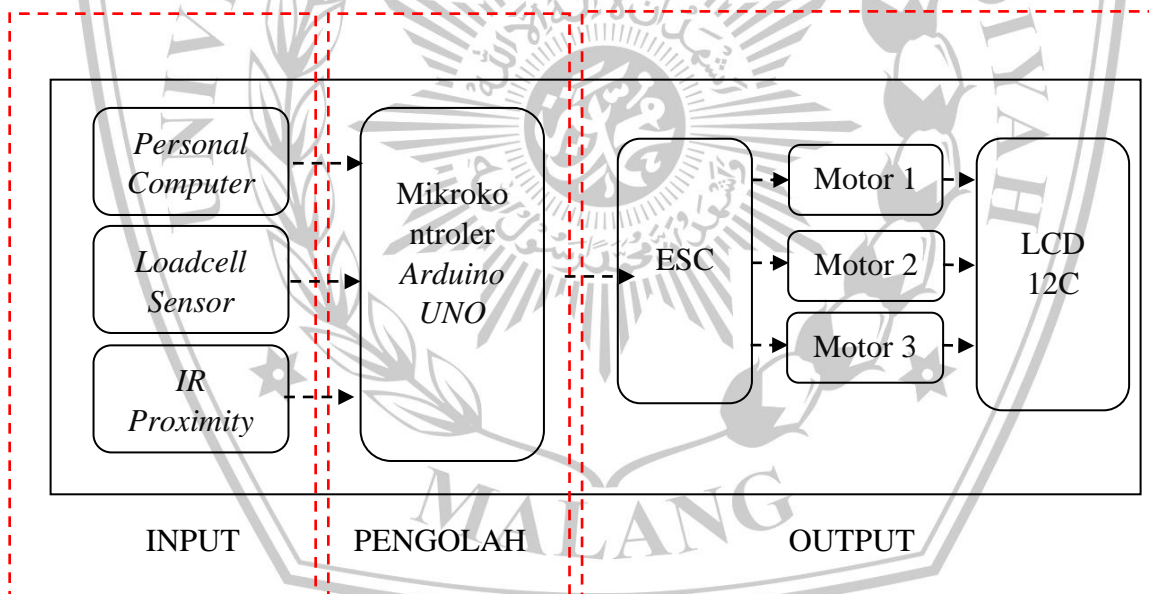 Personal
Computer
Loadcell
Sensor
IR
Proximity
Mikroko
ntroler
Arduino
UNO
ESC
Motor 1
Motor 2
Motor 3
LCD
12C
INPUT
PENGOLAH
OUTPUT
MALANG